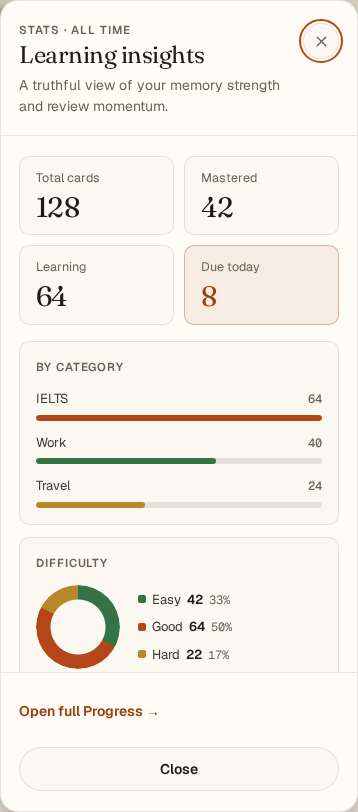 STATS · ALL TIME
Learning insights
A truthful view of your memory strength
and review momentum.
Total cards
128
Mastered
42
Learning
64
Due today
8
BY CATEGORY
IELTS 64
Work 40
Travel 24
DIFFICULTY
Easy 42 33%
Good 64 50%
Hard 22 17%
Open full Progress →
Close